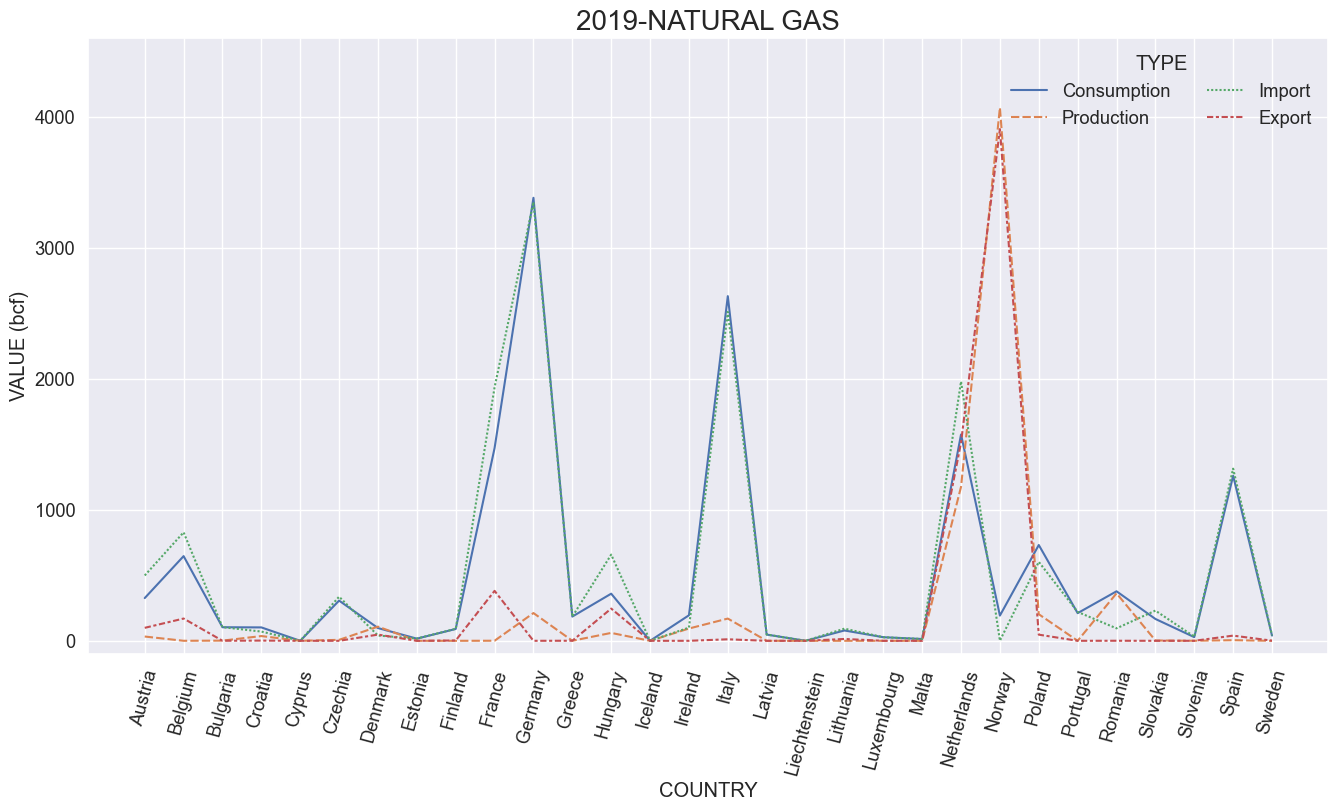 2019-NATURAL GAS
TYPE
Consumption
Production
Import
Export
VALUE (bcf)
4000
3000
2000
1000
0
Austria
Belgium
Bulgaria
Croatia
Cyprus
Czechia
Denmark
Estonia
Finland
France
Germany
Greece
Hungary
Iceland
Ireland
Italy
Latvia
Liechtenstein
Lithuania
Luxembourg
Malta
Netherlands
Norway
Poland
Portugal
Romania
Slovakia
Slovenia
Spain
Sweden
COUNTRY